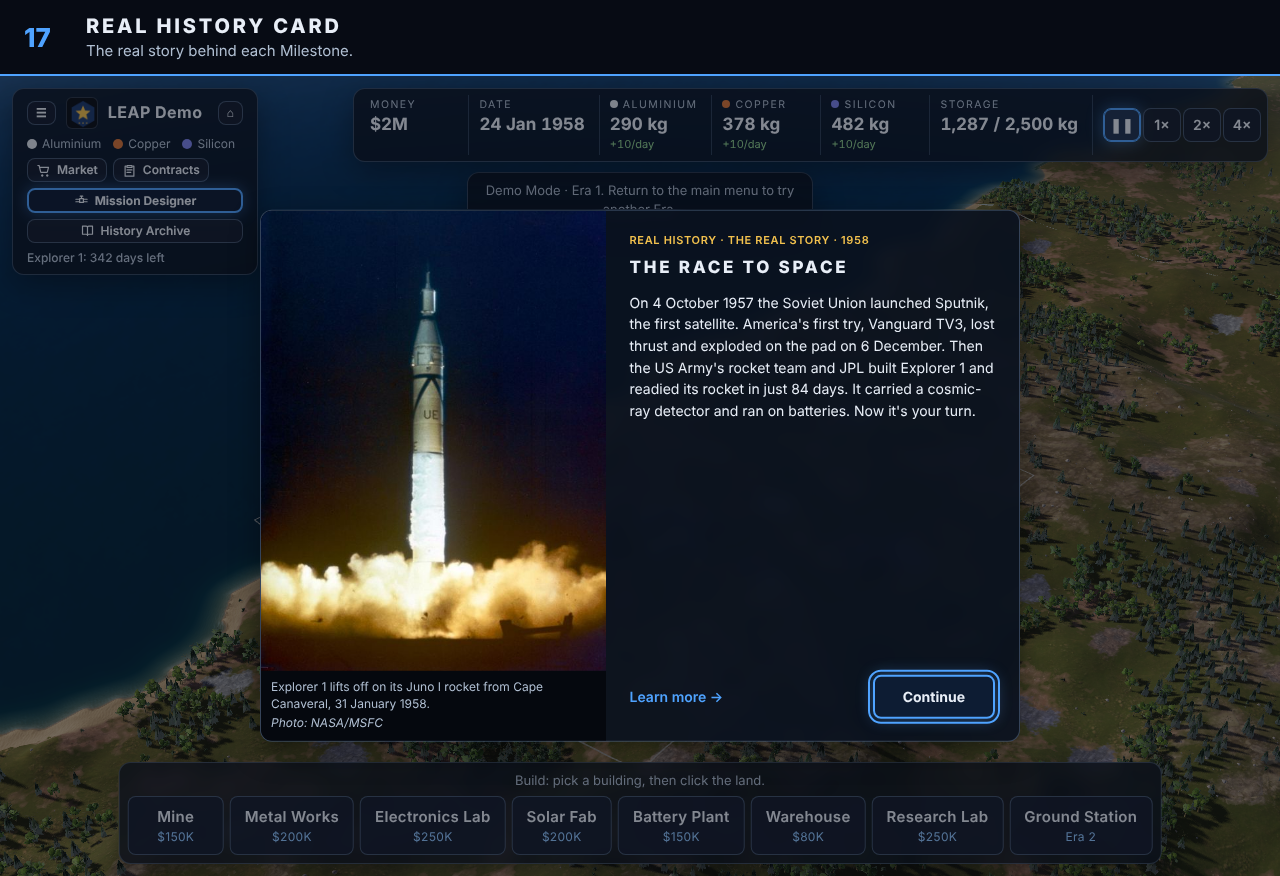 17
REAL HISTORY CARD
The real story behind each Milestone.
LEAP Demo
Aluminium Copper Silicon
Market Contracts
Mission Designer
History Archive
Explorer 1: 342 days left
MONEY
$2M
DATE
24 Jan 1958
ALUMINIUM
290 kg
+10/day
COPPER
378 kg
+10/day
SILICON
482 kg
+10/day
STORAGE
1,287 / 2,500 kg
1× 2× 4×
Demo Mode · Era 1. Return to the main menu to try
another Era.
UE
REAL HISTORY · THE REAL STORY · 1958
THE RACE TO SPACE
On 4 October 1957 the Soviet Union launched Sputnik,
the first satellite. America's first try, Vanguard TV3, lost
thrust and exploded on the pad on 6 December. Then
the US Army's rocket team and JPL built Explorer 1 and
readied its rocket in just 84 days. It carried a cosmic-
ray detector and ran on batteries. Now it's your turn.
Explorer 1 lifts off on its Juno I rocket from Cape
Canaveral, 31 January 1958.
Photo: NASA/MSFC
Learn more →
Continue
Build: pick a building, then click the land.
Mine
$150K
Metal Works
$200K
Electronics Lab
$250K
Solar Fab
$200K
Battery Plant
$150K
Warehouse
$80K
Research Lab
$250K
Ground Station
Era 2